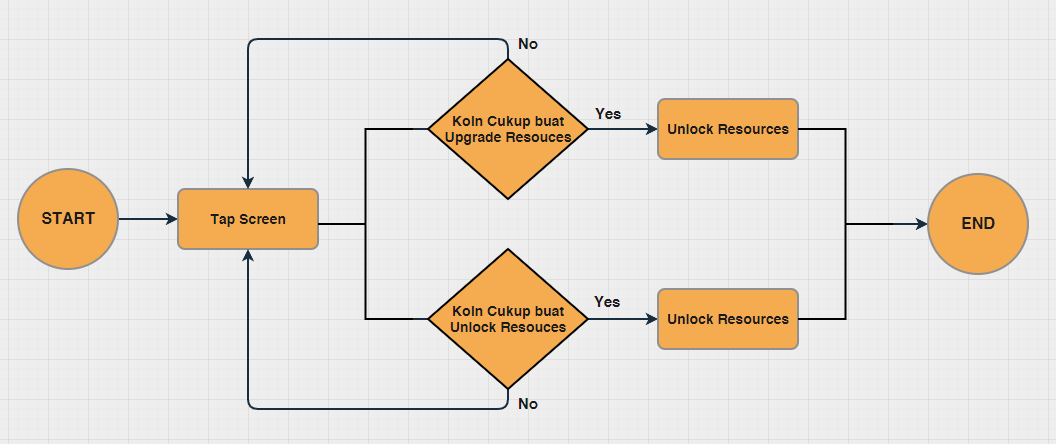 No
Koin Cukup buat
Upgrade Resouces
Yes
Unlock Resources
START
Tap Screen
END
Koin Cukup buat
Unlock Resouces
Yes
Unlock Resources
No